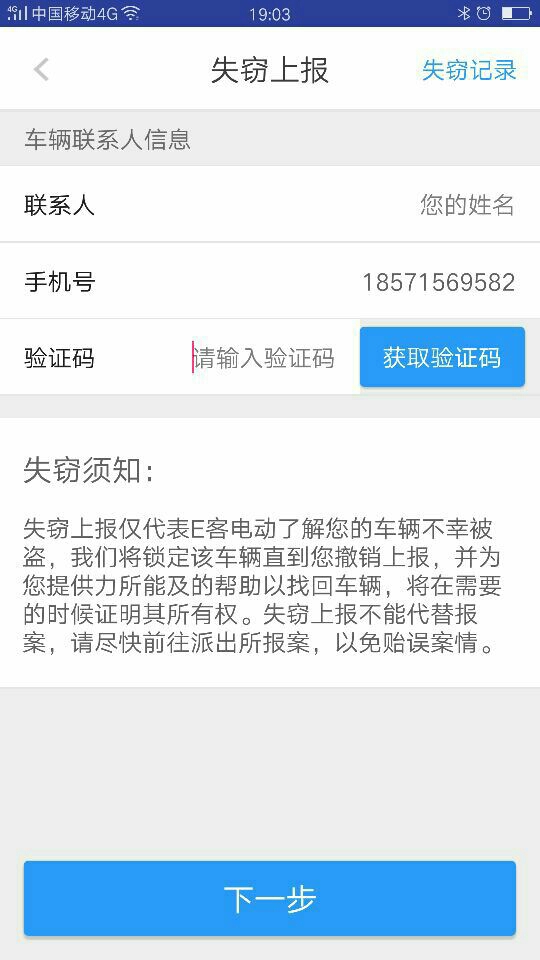 4G 中国移动4G 19:03
失窃上报 失窃记录
车辆联系人信息
联系人 您的姓名
手机号 18571569582
验证码 请输入验证码 获取验证码
失窃须知：
失窃上报仅代表E客电动了解您的车辆不幸被
盗，我们将锁定该车辆直到您撤销上报，并为
您提供力所能及的帮助以找回车辆，将在需要
的时候证明其所有权。失窃上报不能代替报
案，请尽快前往派出所报案，以免贻误案情。
下一步